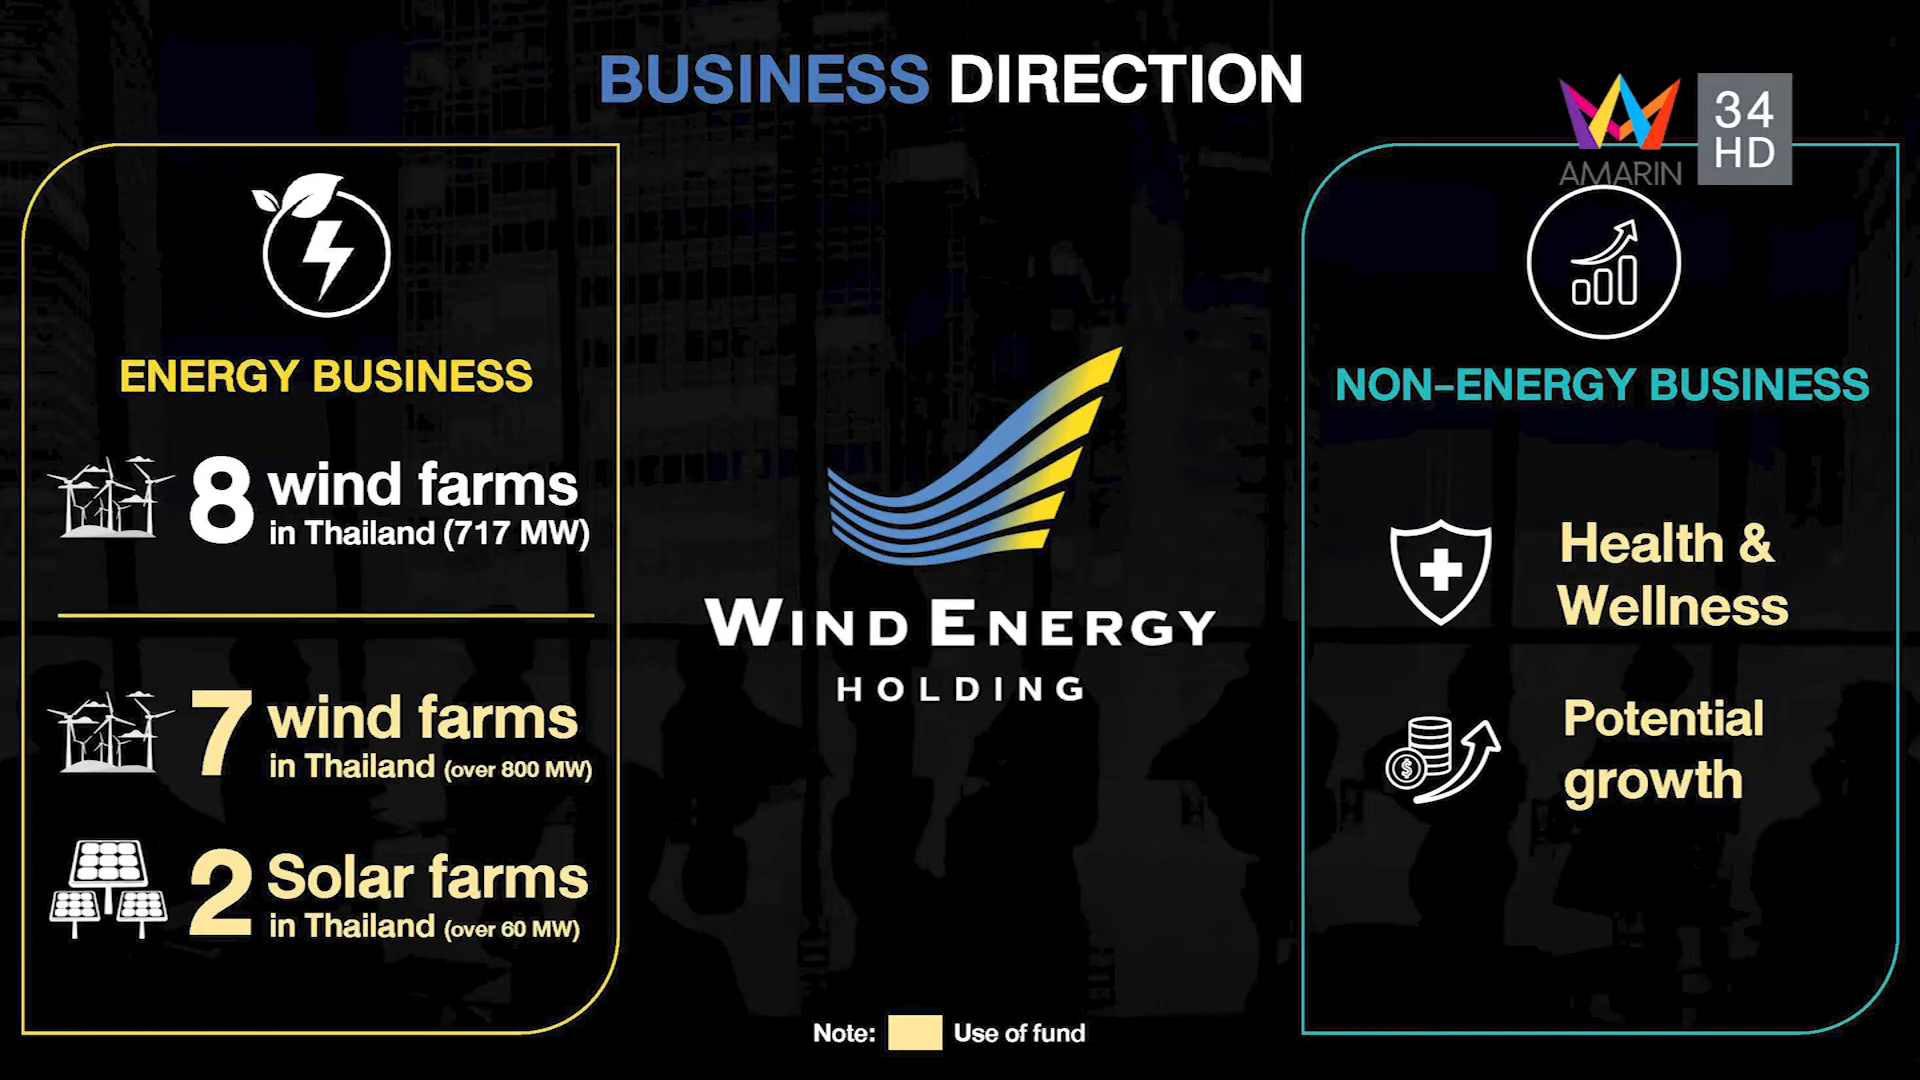 BUSINESS DIRECTION
AMARIN
34
HD
ENERGY BUSINESS
8 wind farms
in Thailand (717 MW)
7 wind farms
in Thailand (over 800 MW)
2 Solar farms
in Thailand (over 60 MW)
WIND ENERGY
HOLDING
NON-ENERGY BUSINESS
Health &
Wellness
$
Potential
growth
Note: Use of fund